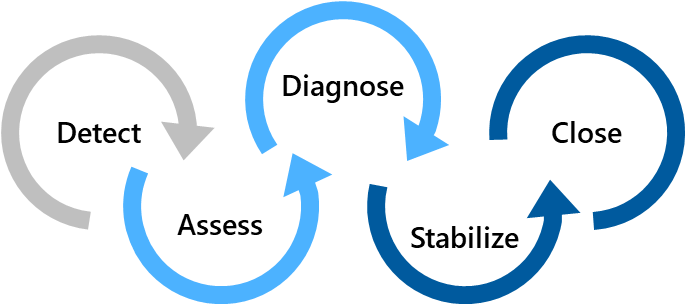 Detect
Assess
Diagnose
Stabilize
Close